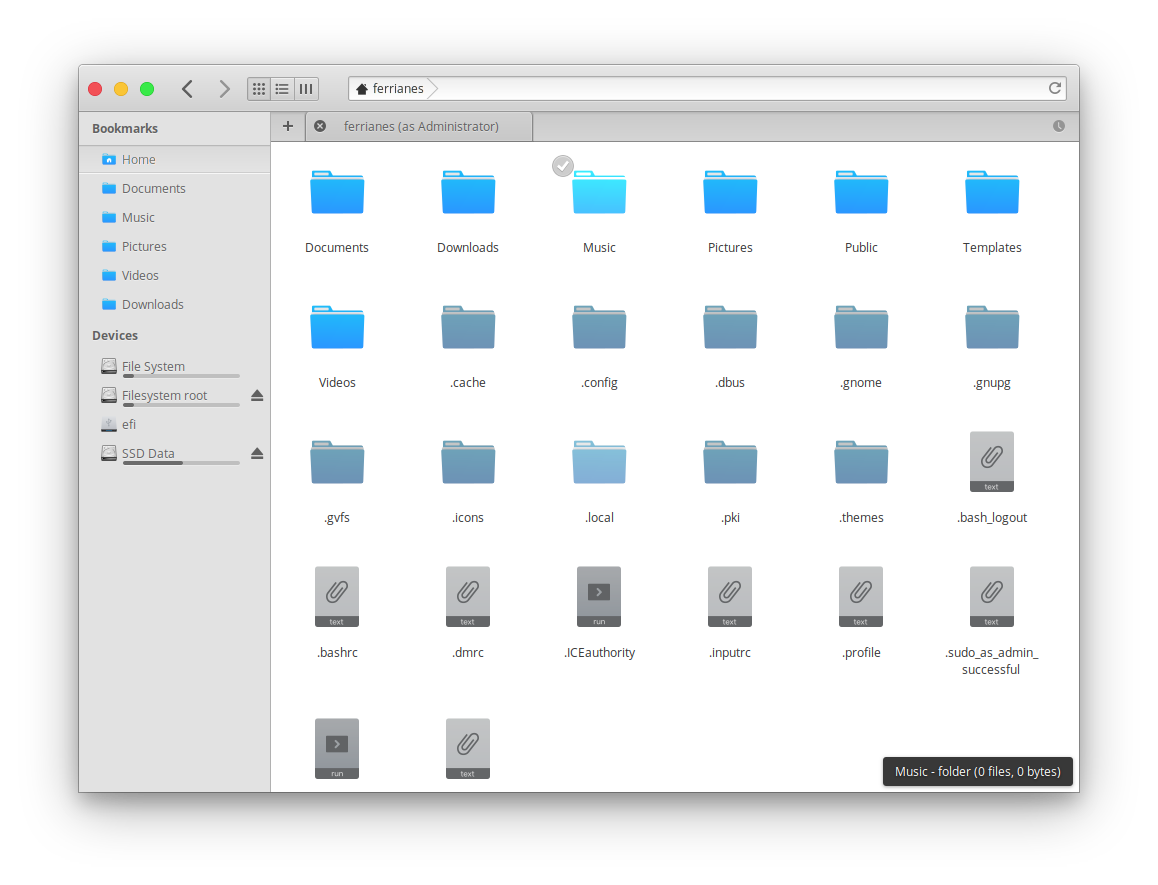 ferrianes
Bookmarks
ferrianes (as Administrator)
Home
Documents
Music
Pictures
Videos
Downloads
Devices
File System
Filesystem root
efi
SSD Data
Documents
Downloads
Music
Pictures
Public
Templates
Videos
.cache
.config
.dbus
.gnome
.gnupg
text
.gvfs
.icons
.local
.pki
.themes
.bash_logout
text
text
run
text
text
text
.bashrc
.dmrc
.ICEauthority
.inputrc
.profile
.sudo_as_admin_
successful
run
text
Music - folder (0 files, 0 bytes)